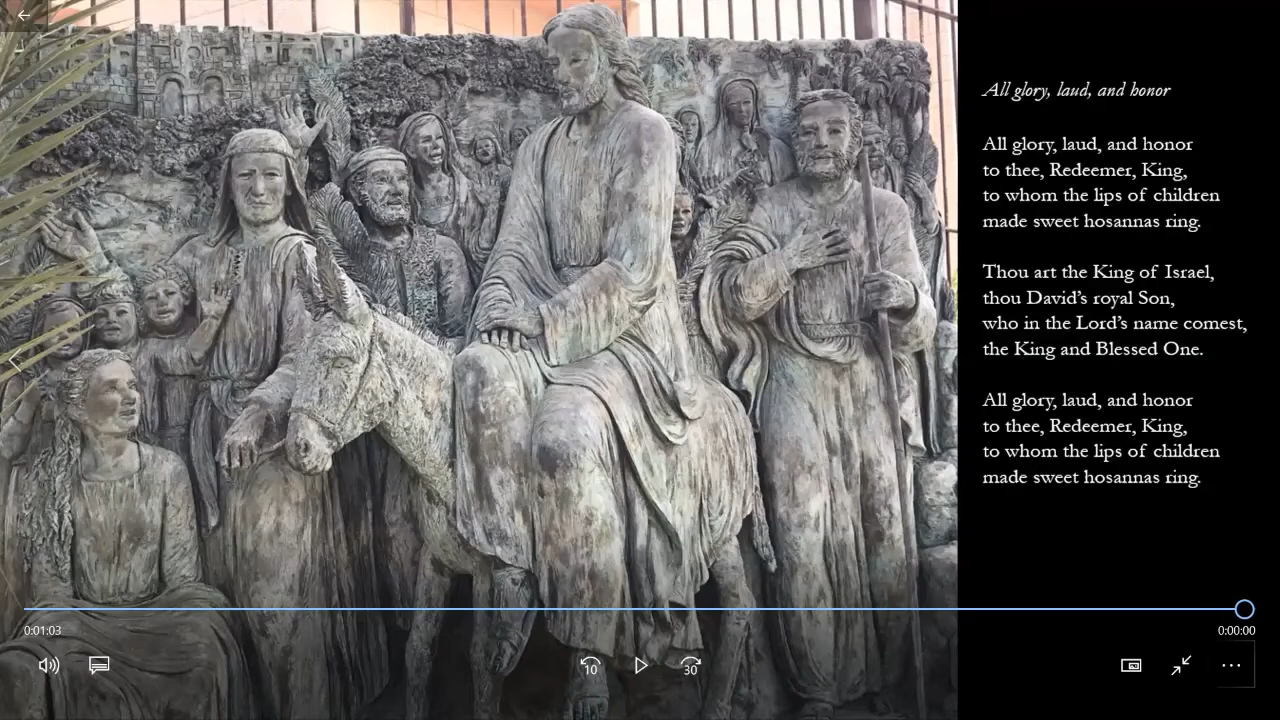 All glory, laud, and honor
All glory, laud, and honor
to thee, Redeemer, King,
to whom the lips of children
made sweet hosannas ring.
Thou art the King of Israel,
thou David's royal Son,
who in the Lord's name comest,
the King and Blessed One.
All glory, laud, and honor
to thee, Redeemer, King,
to whom the lips of children
made sweet hosannas ring.
0:01:03
0:00:00
10
30